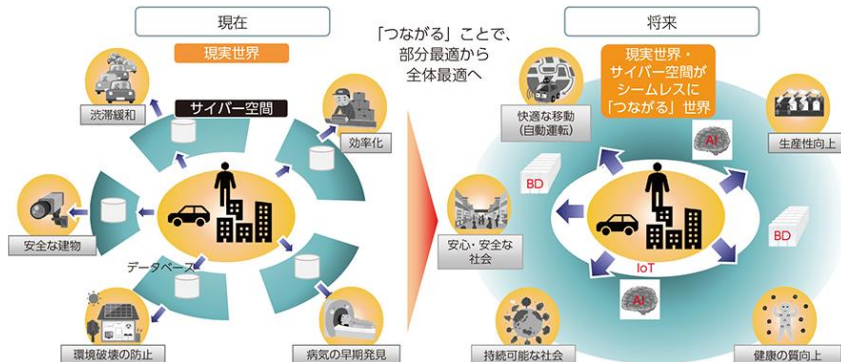 現在
現実世界
サイバー空間
渋滞緩和
効率化
安全な建物
データベース
環境破壊の防止
病気の早期発見
「つながる」ことで、
部分最適から
全体最適へ
将来
現実世界・
サイバー空間が
シームレスに
「つながる」世界
快適な移動
(自動運転)
AI
生産性向上
BD
安心・安全な
社会
BD
IoT
AI
持続可能な社会
健康の質向上